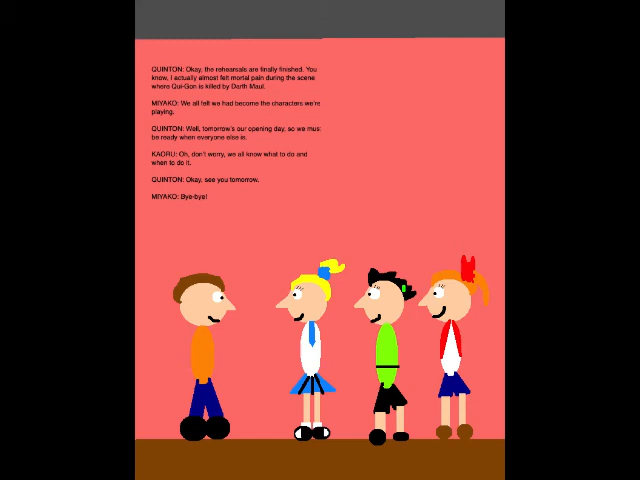 QUINTON: Okay, the rehearsals are finally finished. You
know, I actually almost felt mortal pain during the scene
where Qui-Gon is killed by Darth Maul.
MIYAKO: We all felt we had become the characters we're
playing.
QUINTON: Well, tomorrow's our opening day, so we mus
be ready when everyone else is.
KAORU: Oh, don't worry, we all know what to do and
when to do it.
QUINTON: Okay, see you tomorrow.
MIYAKO: Bye-bye!